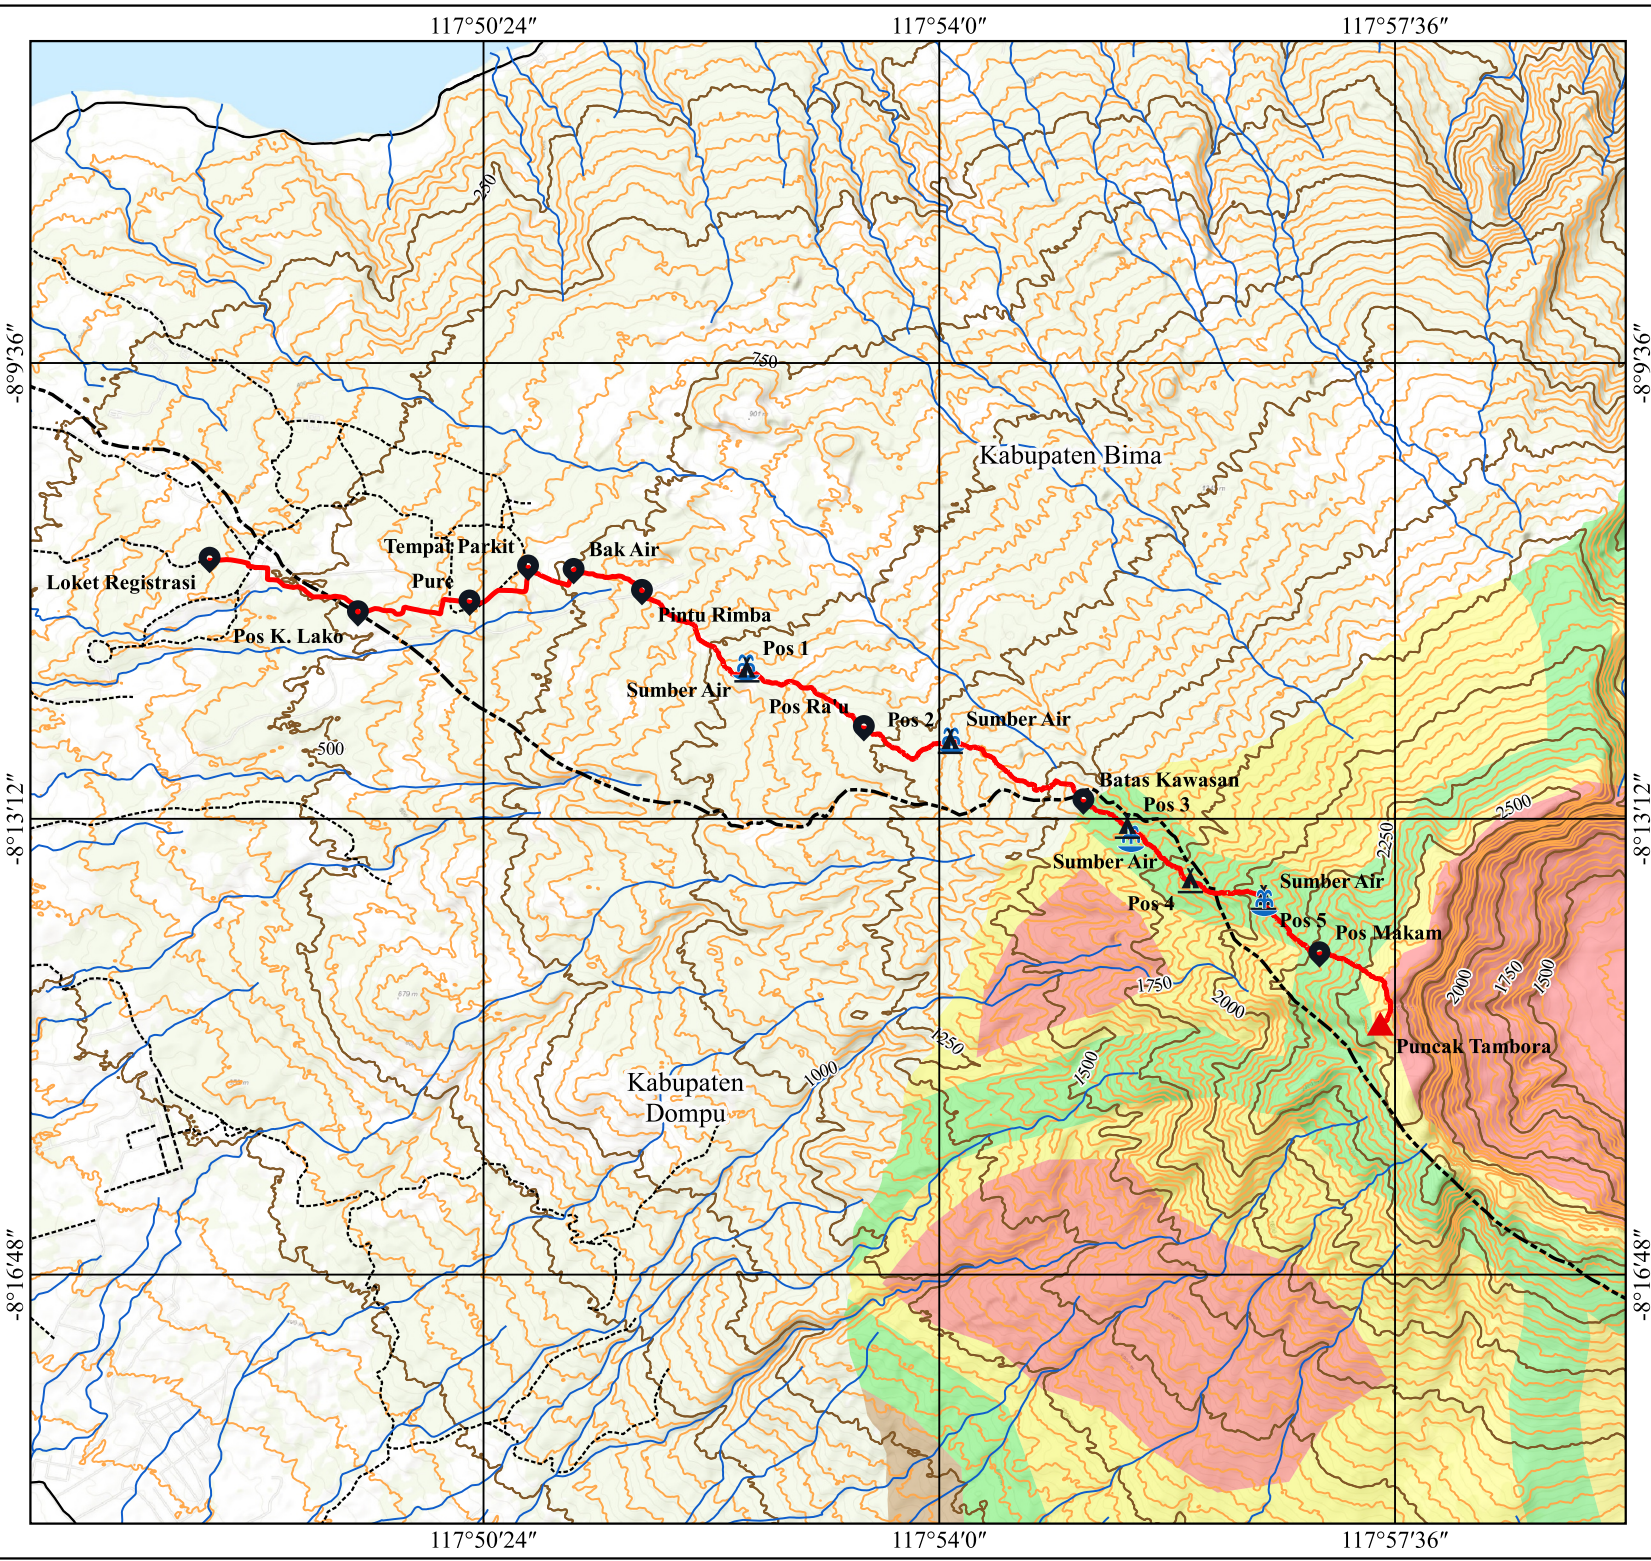 117°50′24″
117°54′0″
117°57′36″
250
-8°9′36″
750
-8°9′36″
Kabupaten Bima
Tempat Parkit
Bak Air
Loket Registrasi
Pure
Pintu Rimba
Pos K. Lako
Pos 1
Sumber Air
Pos Ra'u
Pos 2
Sumber Air
500
Batas Kawasan
Pos 3
-8°13′12″
-8°13′12″
2500
2250
Sumber Air
Pos 4
Sumber Air
Pos 5
Pos Makam
1750
2000
2000
1750
1500
1250
1500
Puncak Tambora
1000
679 m
Kabupaten
Dompu
-8°16′48″
-8°16′48″
117°50′24″
117°54′0″
117°57′36″